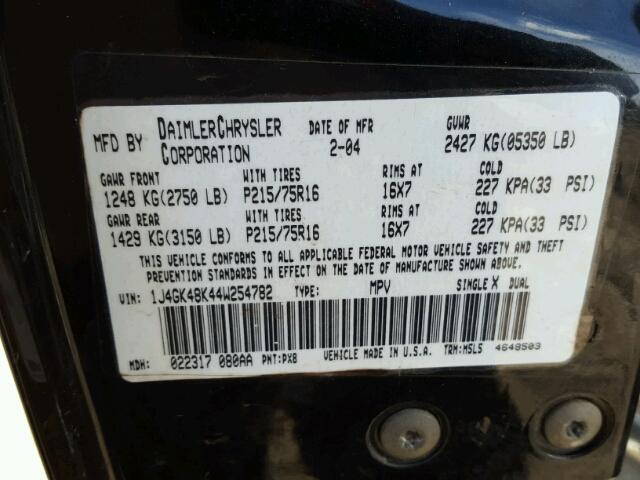 MFD BY DAIMLERCHRYSLER CORPORATION DATE OF MFR 2-04 GVWR 2427 KG(05350 LB)
GAWR FRONT WITH TIRES RIMS AT COLD
1248 KG(2750 LB) P215/75R16 16X7 227 KPA(33 PSI)
GAWR REAR WITH TIRES RIMS AT COLD
1429 KG(3150 LB) P215/75R16 16X7 227 KPA(33 PSI)
THIS VEHICLE CONFORMS TO ALL APPLICABLE FEDERAL MOTOR VEHICLE SAFETY AND THEFT
PREVENTION STANDARDS IN EFFECT ON THE DATE OF MANUFACTURE SHOWN ABOVE.
VIN: 1J4GK48K44W254782 TYPE: MPV SINGLE X DUAL
MDH: 022317 080AA PNT:PX8 VEHICLE MADE IN U.S.A. TRM:MSL5 4648503